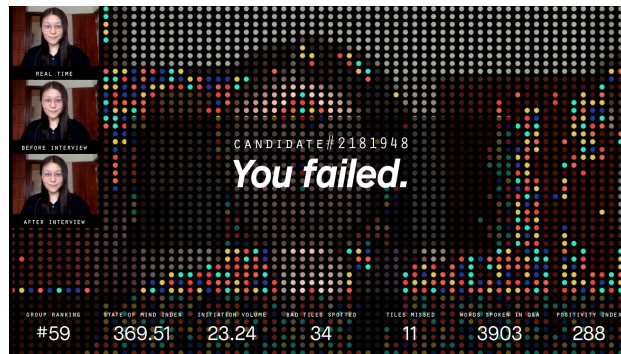 REAL TIME
BEFORE INTERVIEW
AFTER INTERVIEW
CANDIDATE#2181948
You failed.
GROUP RANKING
#59
STATE OF MIND INDEX
369.51
INITIATION VOLUME
23.24
BAD TILES SPOTTED
34
TILES MISSED
11
WORDS SPOKEN IN Q&A
3903
POSITIVITY INDEX
288